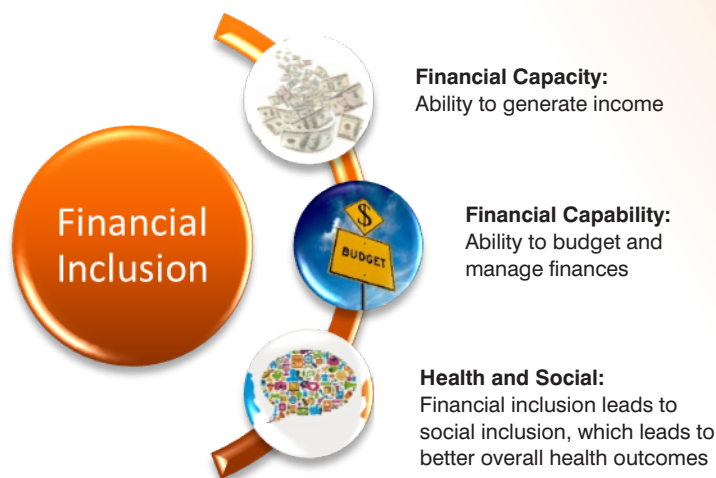 Financial
Inclusion
Financial Capacity:
Ability to generate income
$
BUDGET
Financial Capability:
Ability to budget and
manage finances
Health and Social:
Financial inclusion leads to
social inclusion, which leads to
better overall health outcomes